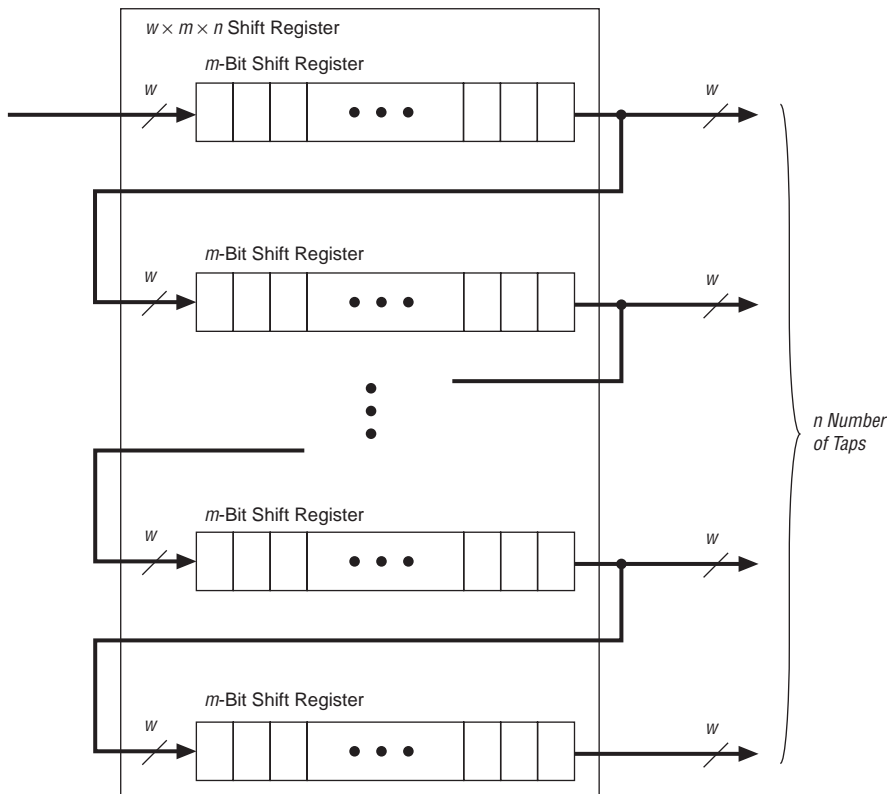 w × m × n Shift Register
m-Bit Shift Register
w
w
m-Bit Shift Register
w
w
n Number
of Taps
m-Bit Shift Register
w
w
m-Bit Shift Register
w
w